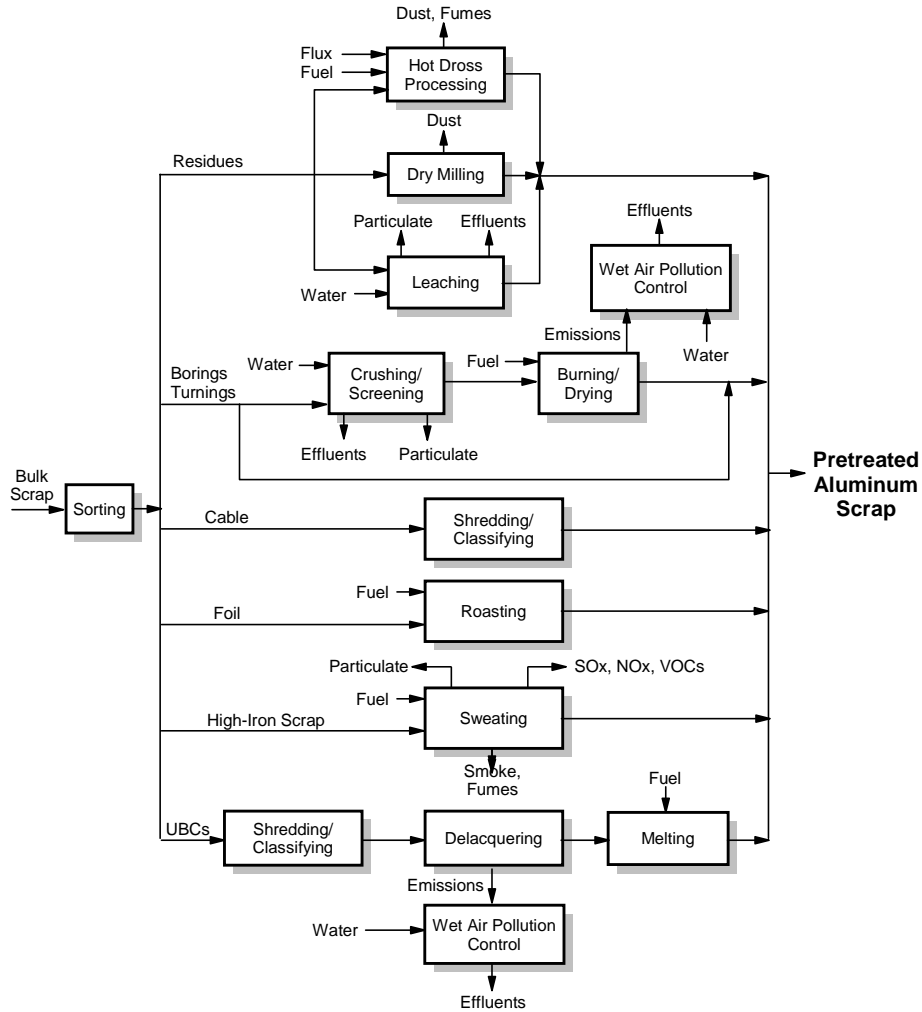 Dust, Fumes
Flux
Fuel
Hot Dross
Processing
Dust
Residues
Dry Milling
Particulate
Effluents
Leaching
Water
Effluents
Wet Air Pollution
Control
Emissions
Water
Water
Fuel
Borings
Turnings
Crushing/
Screening
Burning/
Drying
Effluents
Particulate
Bulk
Scrap
Sorting
Pretreated
Aluminum
Scrap
Cable
Shredding/
Classifying
Fuel
Foil
Roasting
Particulate
SOx, NOx, VOCs
Fuel
High-Iron Scrap
Sweating
Smoke,
Fumes
Fuel
UBCs
Shredding/
Classifying
Delacquering
Melting
Emissions
Water
Wet Air Pollution
Control
Effluents